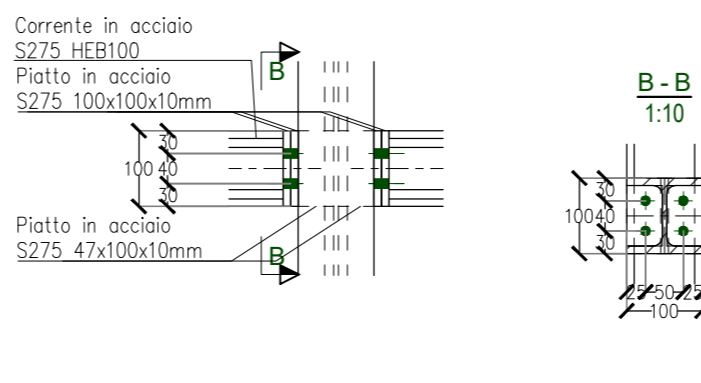 Corrente in acciaio
S275 HEB100
Piatto in acciaio
S275 100x100x10mm
B
30
100 40
30
Piatto in acciaio
S275 47x100x10mm
B
B - B
1:10
30
100 40
30
25 50 25
100